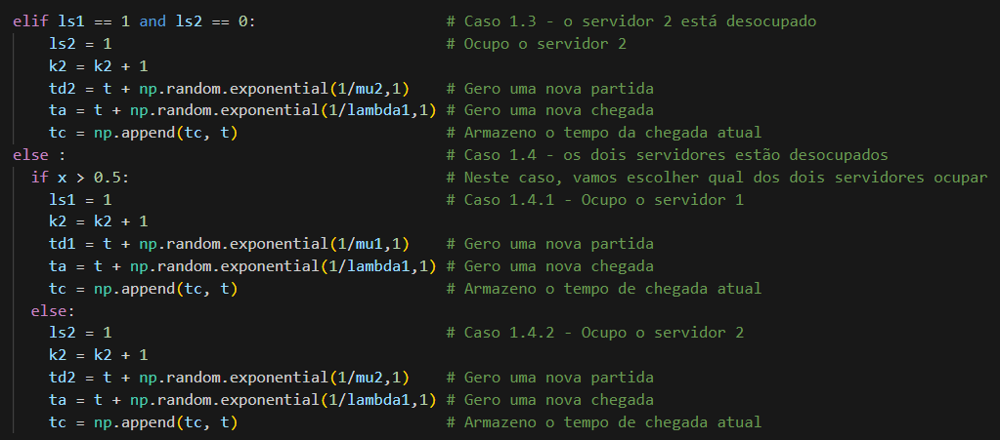 elif ls1 == 1 and ls2 == 0:                     # Caso 1.3 - o servidor 2 está desocupado
    ls2 = 1                                     # Ocupo o servidor 2
    k2 = k2 + 1
    td2 = t + np.random.exponential(1/mu2,1)    # Gero uma nova partida
    ta = t + np.random.exponential(1/lambda1,1) # Gero uma nova chegada
    tc = np.append(tc, t)                       # Armazeno o tempo da chegada atual
else :                                          # Caso 1.4 - os dois servidores estão desocupados
  if x > 0.5:                                   # Neste caso, vamos escolher qual dos dois servidores ocupar
    ls1 = 1                                     # Caso 1.4.1 - Ocupo o servidor 1
    k2 = k2 + 1
    td1 = t + np.random.exponential(1/mu1,1)    # Gero uma nova partida
    ta = t + np.random.exponential(1/lambda1,1) # Gero uma nova chegada
    tc = np.append(tc, t)                       # Armazeno o tempo de chegada atual
  else:
    ls2 = 1                                     # Caso 1.4.2 - Ocupo o servidor 2
    k2 = k2 + 1
    td2 = t + np.random.exponential(1/mu2,1)    # Gero uma nova partida
    ta = t + np.random.exponential(1/lambda1,1) # Gero uma nova chegada
    tc = np.append(tc, t)                       # Armazeno o tempo de chegada atual